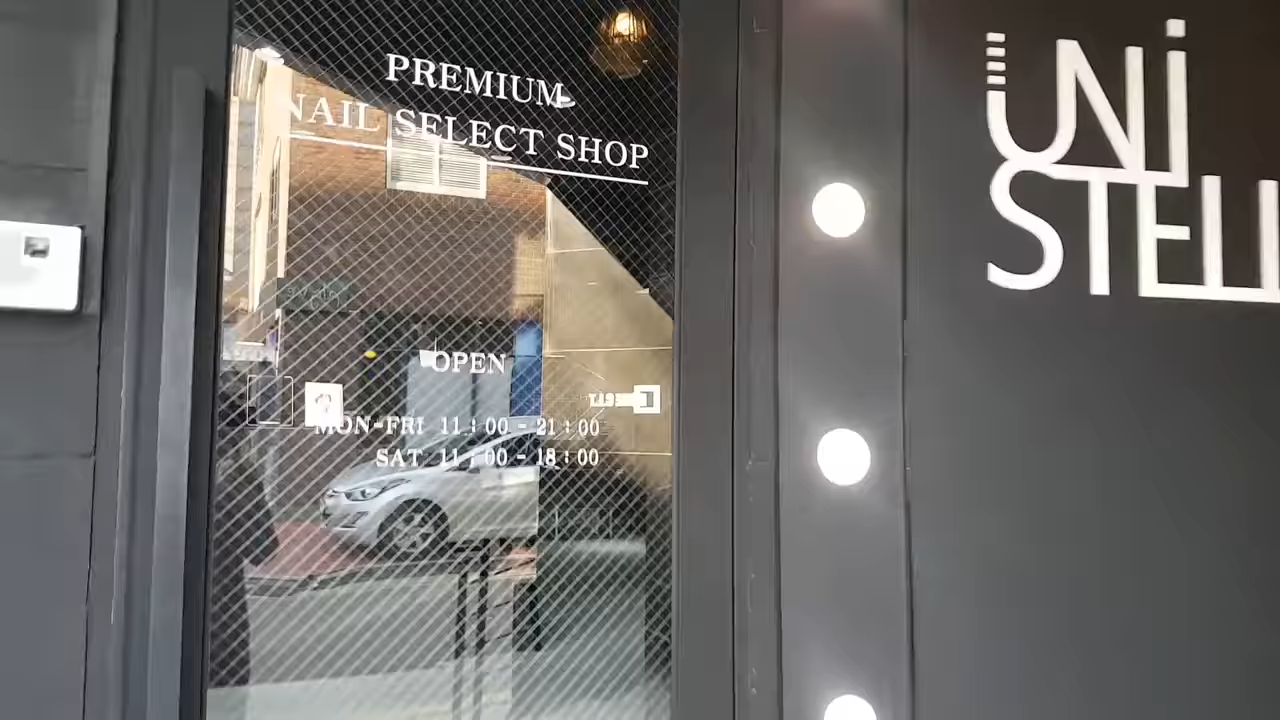 PREMIUM
NAIL SELECT SHOP
OPEN
MON-FRI 11:00-21:00
SAT 11:00-18:00
UNI
STELL